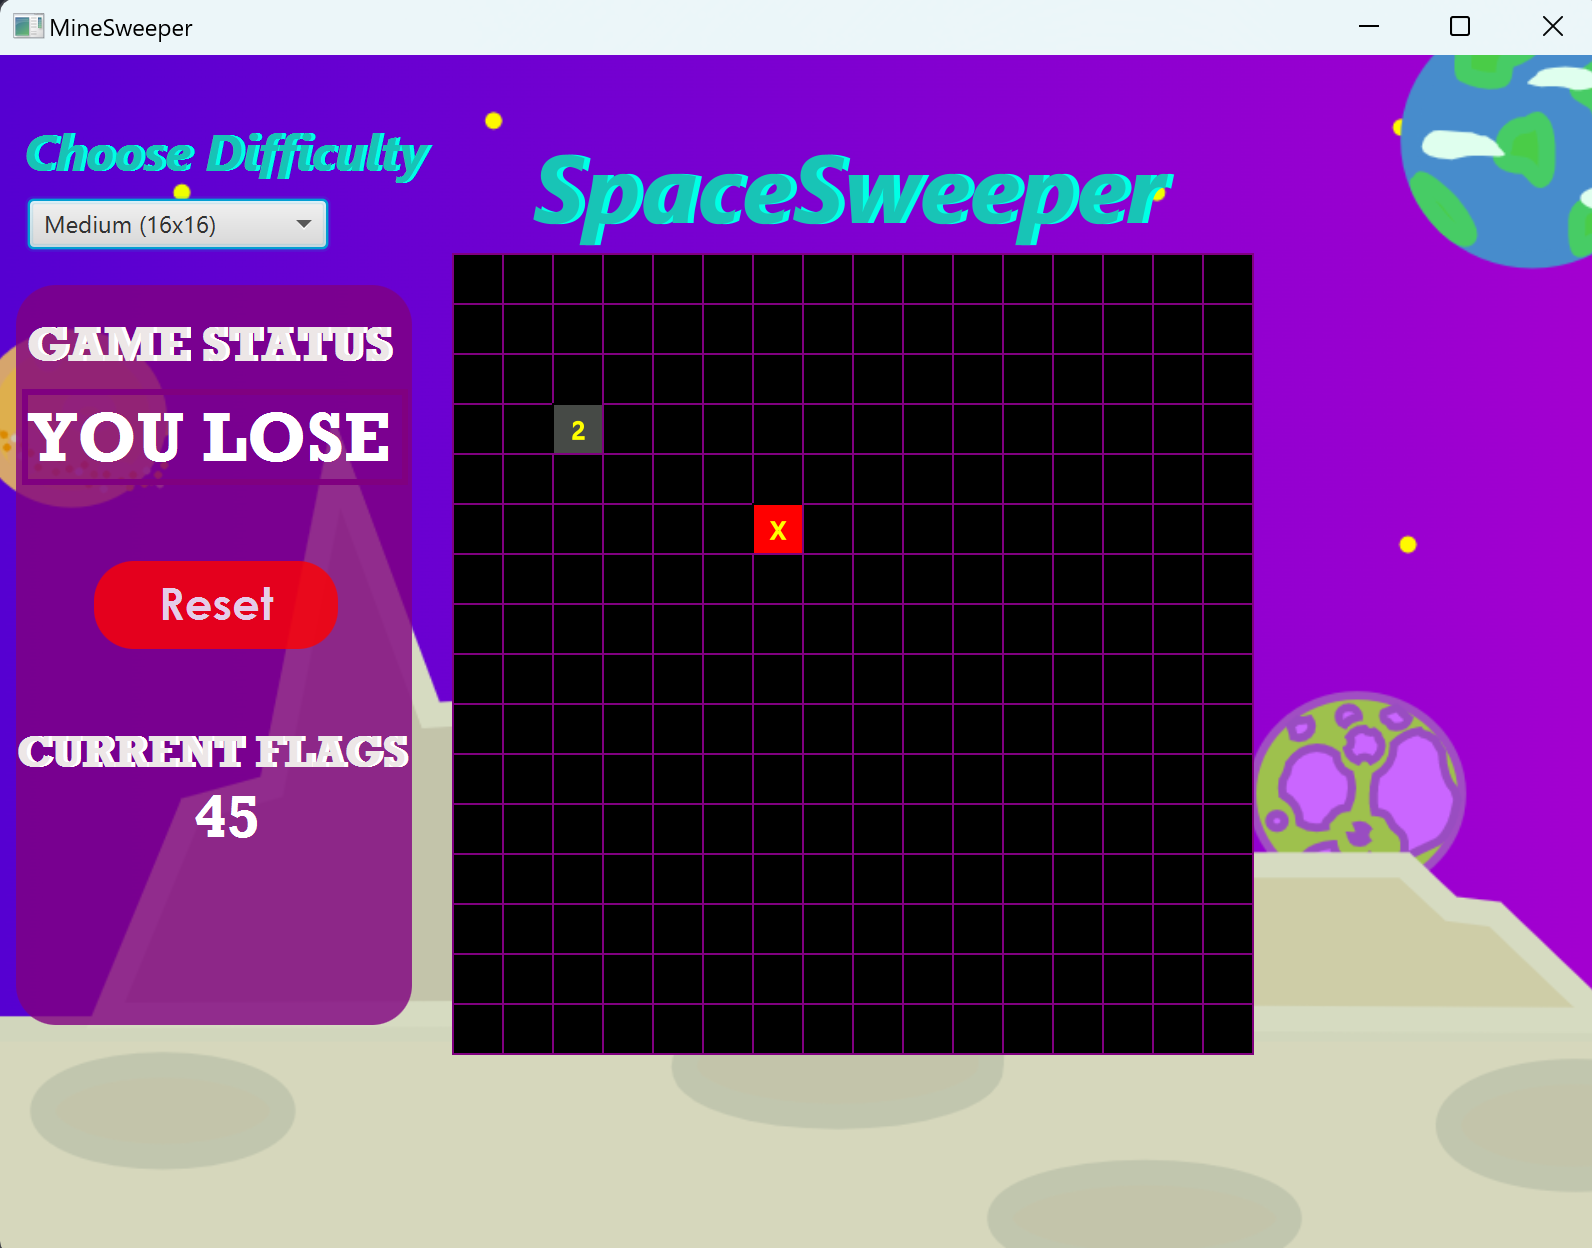 MineSweeper
Choose Difficulty
Medium (16x16)
SpaceSweeper
GAME STATUS
YOU LOSE
2
X
Reset
CURRENT FLAGS
45